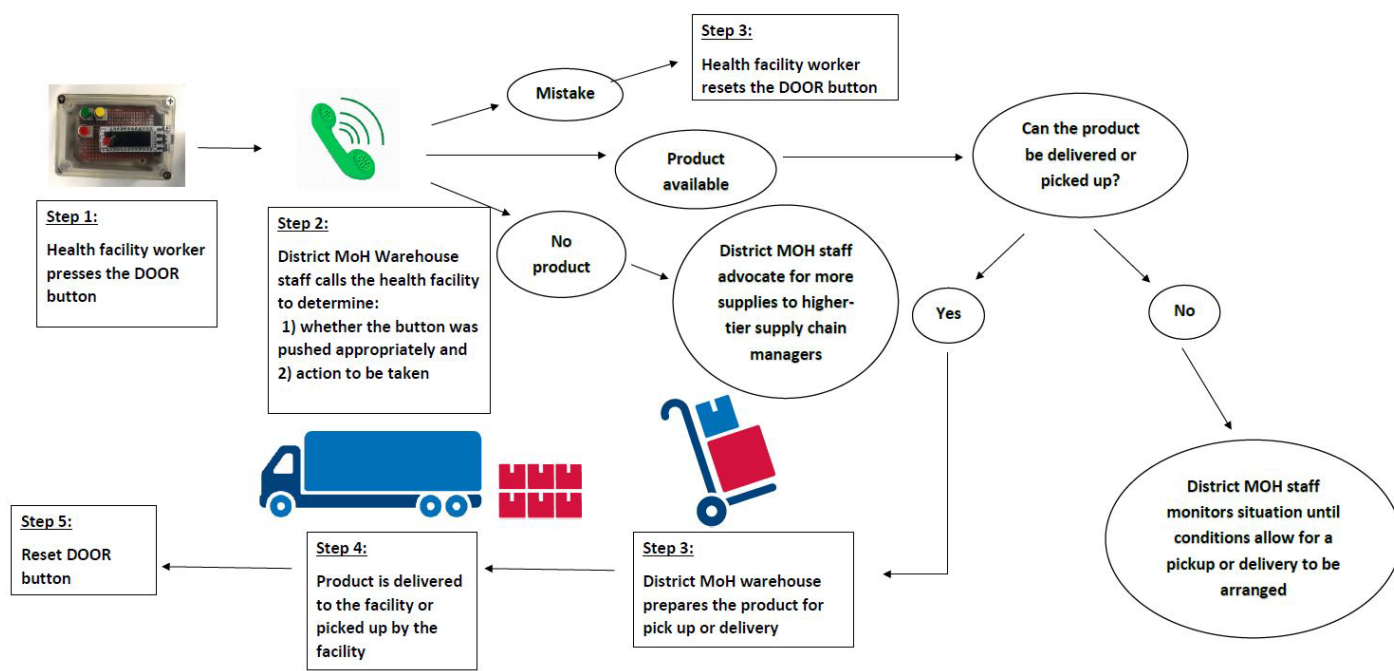 Step 1:
Health facility worker
presses the DOOR
button
Step 2:
District MoH Warehouse
staff calls the health facility
to determine:
1) whether the button was
pushed appropriately and
2) action to be taken
Mistake
Step 3:
Health facility worker
resets the DOOR button
Product
available
No
product
District MOH staff
advocate for more
supplies to higher-
tier supply chain
managers
Can the product
be delivered or
picked up?
Yes
No
District MOH staff
monitors situation until
conditions allow for a
pickup or delivery to be
arranged
Step 3:
District MoH warehouse
prepares the product for
pick up or delivery
Step 4:
Product is delivered
to the facility or
picked up by the
facility
Step 5:
Reset DOOR
button